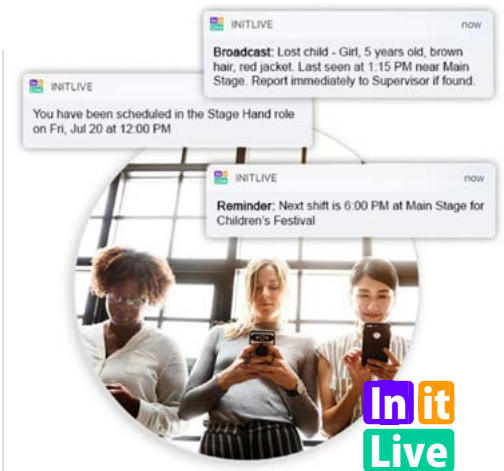 INITLIVE
now
Broadcast: Lost child - Girl, 5 years old, brown
hair, red jacket. Last seen at 1:15 PM near Main
Stage. Report immediately to Supervisor if found.
INITLIVE
You have been scheduled in the Stage Hand role
on Fri, Jul 20 at 12:00 PM
INITLIVE
now
Reminder: Next shift is 6:00 PM at Main Stage for
Children's Festival
In it
Live